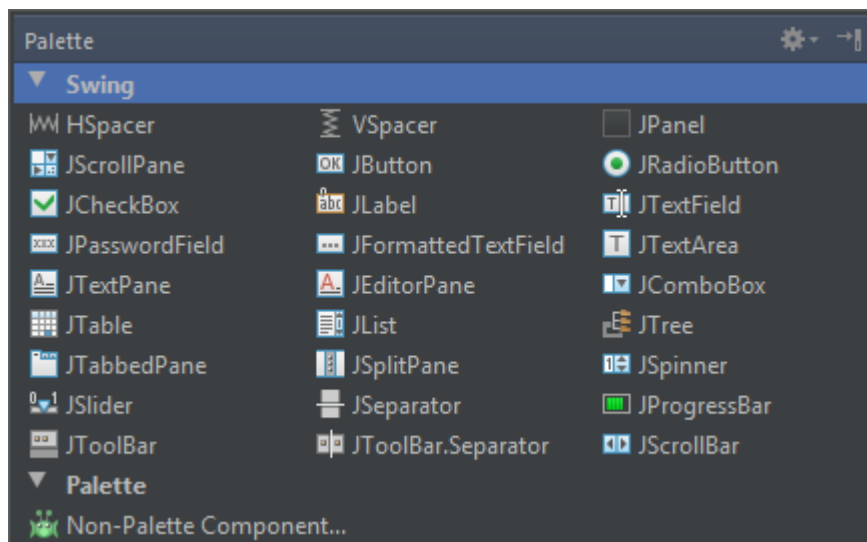 Palette
Swing
HSpacer VSpacer JPanel
JScrollPane JButton JRadioButton
JCheckBox JLabel JTextField
JPasswordField JFormattedTextField JTextArea
JTextPane JEditorPane JComboBox
JTable JList JTree
JTabbedPane JSplitPane JSpinner
JSlider JSeparator JProgressBar
JToolBar JToolBar.Separator JScrollBar
Palette
Non-Palette Component...